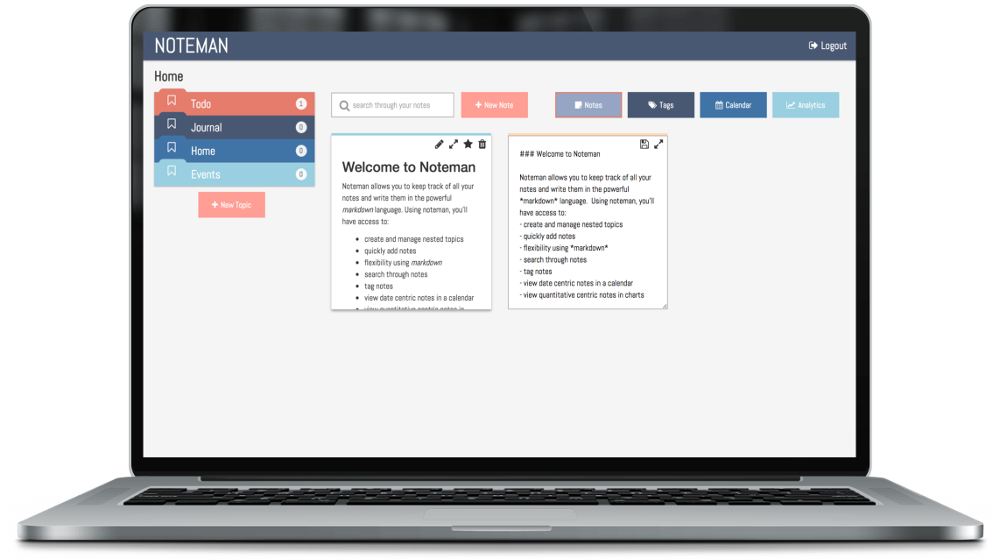 NOTEMAN
Logout
Home
Todo 1
Journal 0
Home 0
Events 0
+ New Topic
search through your notes
+ New Note
Notes
Tags
Calendar
Analytics
Welcome to Noteman
Noteman allows you to keep track of all your
notes and write them in the powerful
markdown language. Using noteman, you'll
have access to:
• create and manage nested topics
• quickly add notes
• flexibility using markdown
• search through notes
• tag notes
• view date centric notes in a calendar
• view quantitative centric notes in
### Welcome to Noteman
Noteman allows you to keep track of all your
notes and write them in the powerful
*markdown* language. Using noteman, you'll
have access to:
- create and manage nested topics
- quickly add notes
- flexibility using *markdown*
- search through notes
- tag notes
- view date centric notes in a calendar
- view quantitative centric notes in charts